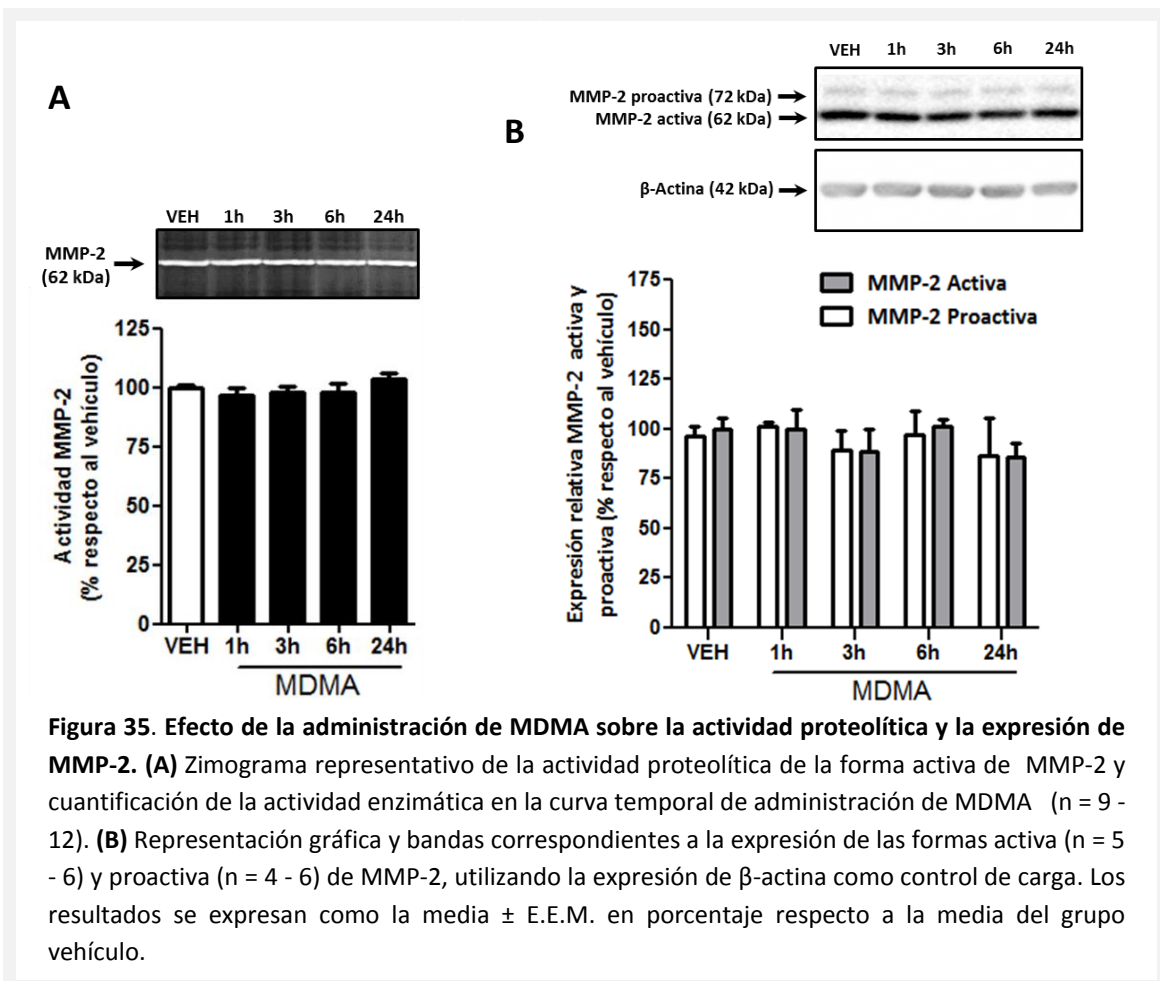 A
VEH 1h 3h 6h 24h
MMP-2
(62 kDa)
125
100
75
50
25
0
Actividad MMP-2
(% respecto al vehículo)
VEH 1h 3h 6h 24h
MDMA
B
VEH 1h 3h 6h 24h
MMP-2 proactiva (72 kDa)
MMP-2 activa (62 kDa)
β-Actina (42 kDa)
MMP-2 Activa
MMP-2 Proactiva
175
150
125
100
75
50
25
0
Expresión relativa MMP-2 activa y
proactiva (% respecto al vehículo)
VEH 1h 3h 6h 24h
MDMA
Figura 35. Efecto de la administración de MDMA sobre la actividad proteolítica y la expresión de
MMP-2. (A) Zimograma representativo de la actividad proteolítica de la forma activa de MMP-2 y
cuantificación de la actividad enzimática en la curva temporal de administración de MDMA (n = 9 -
12). (B) Representación gráfica y bandas correspondientes a la expresión de las formas activa (n = 5
- 6) y proactiva (n = 4 - 6) de MMP-2, utilizando la expresión de β-actina como control de carga. Los
resultados se expresan como la media ± E.E.M. en porcentaje respecto a la media del grupo
vehículo.